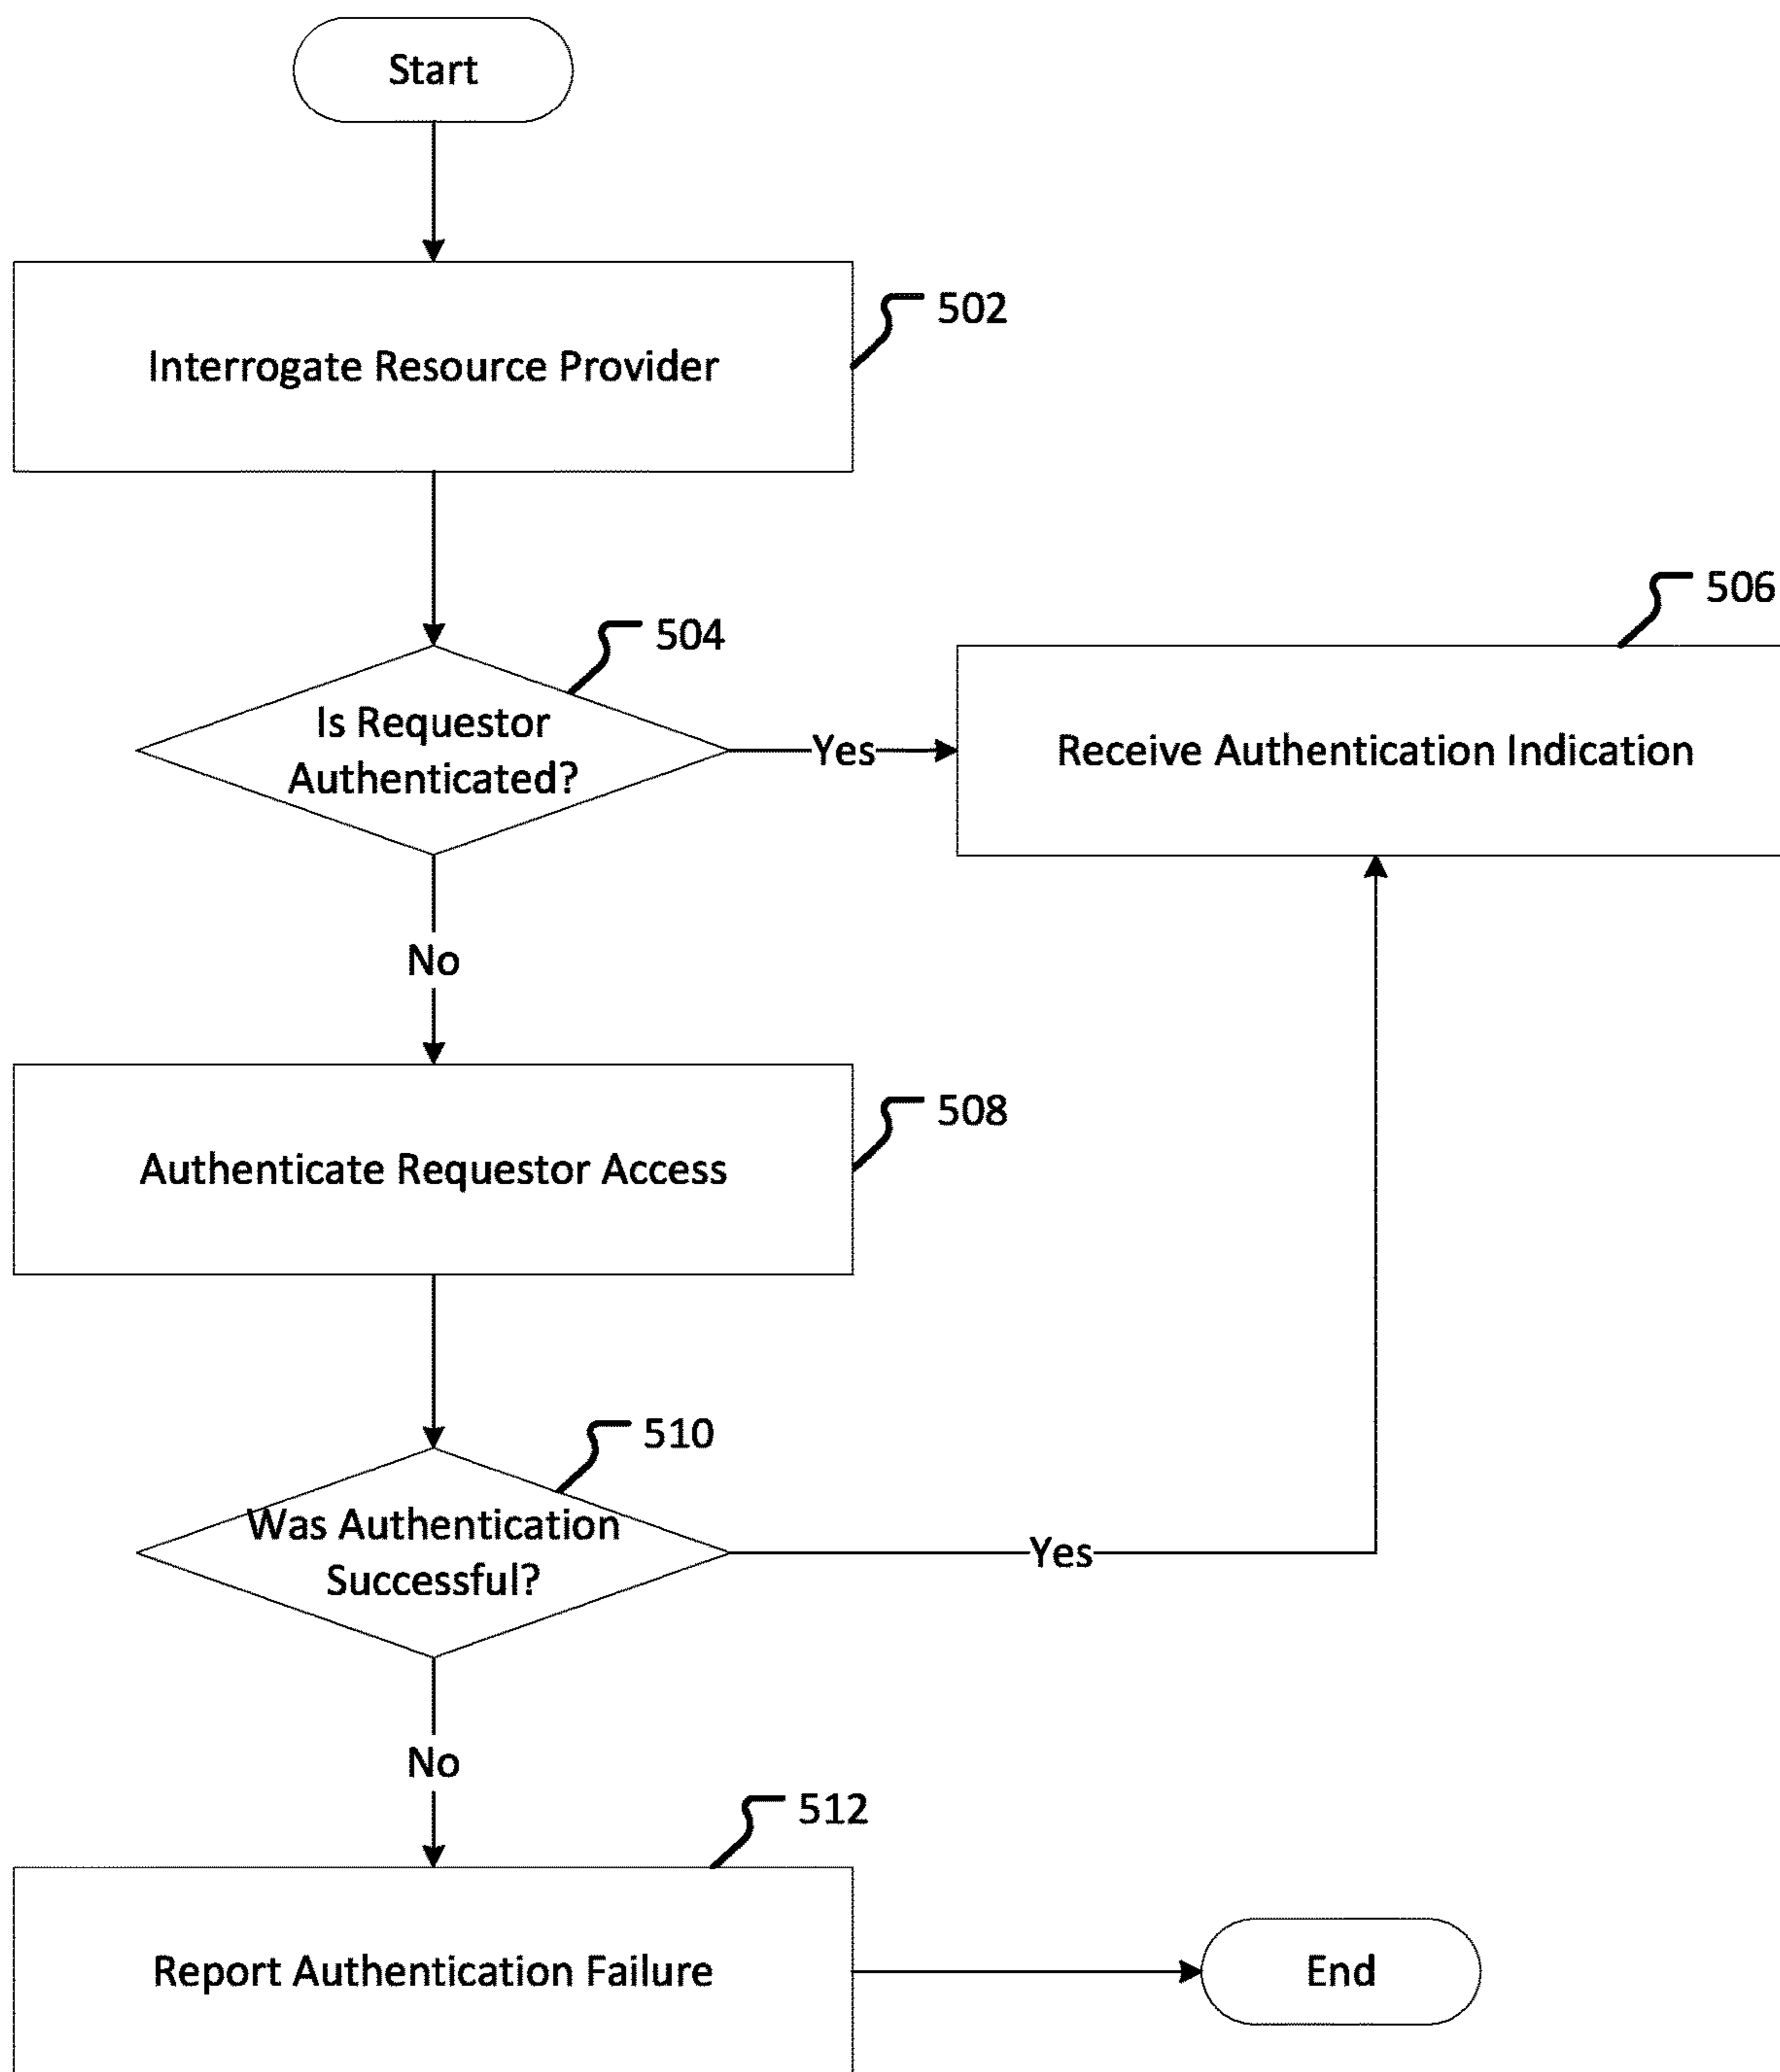 Start
502
Interrogate Resource Provider
504
506
Is Requestor
Authenticated?
Yes
Receive Authentication Indication
No
508
Authenticate Requestor Access
510
Was Authentication
Successful?
Yes
No
512
Report Authentication Failure
End